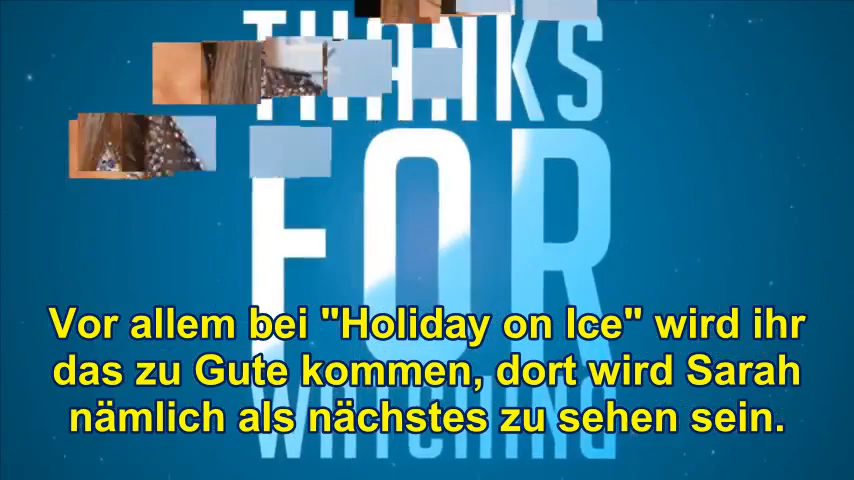 THANKS
FOR
WATCHING
Vor allem bei "Holiday on Ice" wird ihr
das zu Gute kommen, dort wird Sarah
nämlich als nächstes zu sehen sein.